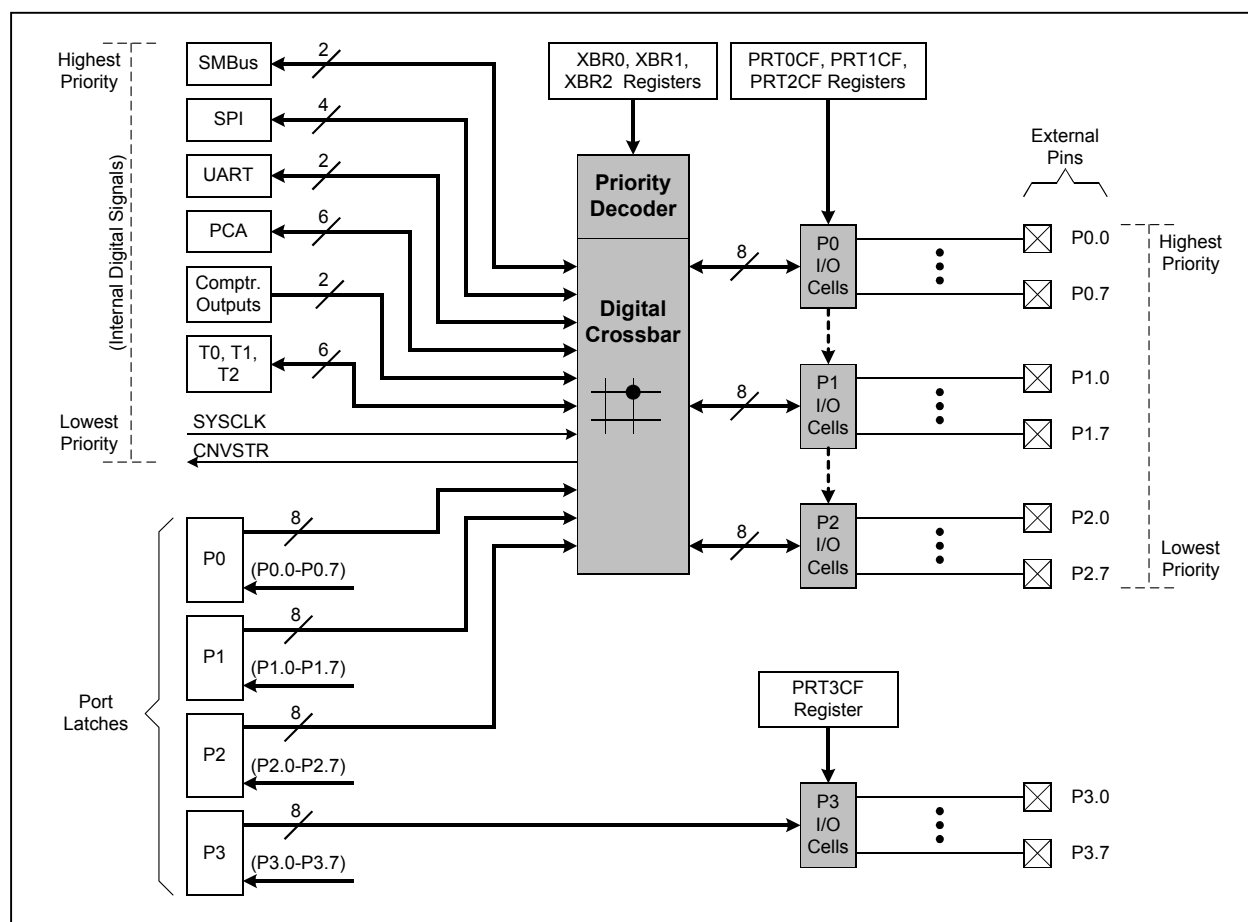 Highest
Priority
(Internal Digital Signals)
Lowest
Priority
SMBus
2
SPI
4
UART
2
PCA
6
Comptr.
Outputs
2
T0, T1,
T2
6
SYSCLK
CNVSTR
XBR0, XBR1,
XBR2 Registers
PRT0CF, PRT1CF,
PRT2CF Registers
Priority
Decoder
Digital
Crossbar
8
P0
I/O
Cells
8
P1
I/O
Cells
8
P2
I/O
Cells
External
Pins
P0.0
P0.7
P1.0
P1.7
P2.0
P2.7
Highest
Priority
Lowest
Priority
Port
Latches
P0
8
(P0.0-P0.7)
P1
8
(P1.0-P1.7)
P2
8
(P2.0-P2.7)
P3
8
(P3.0-P3.7)
PRT3CF
Register
P3
I/O
Cells
P3.0
P3.7